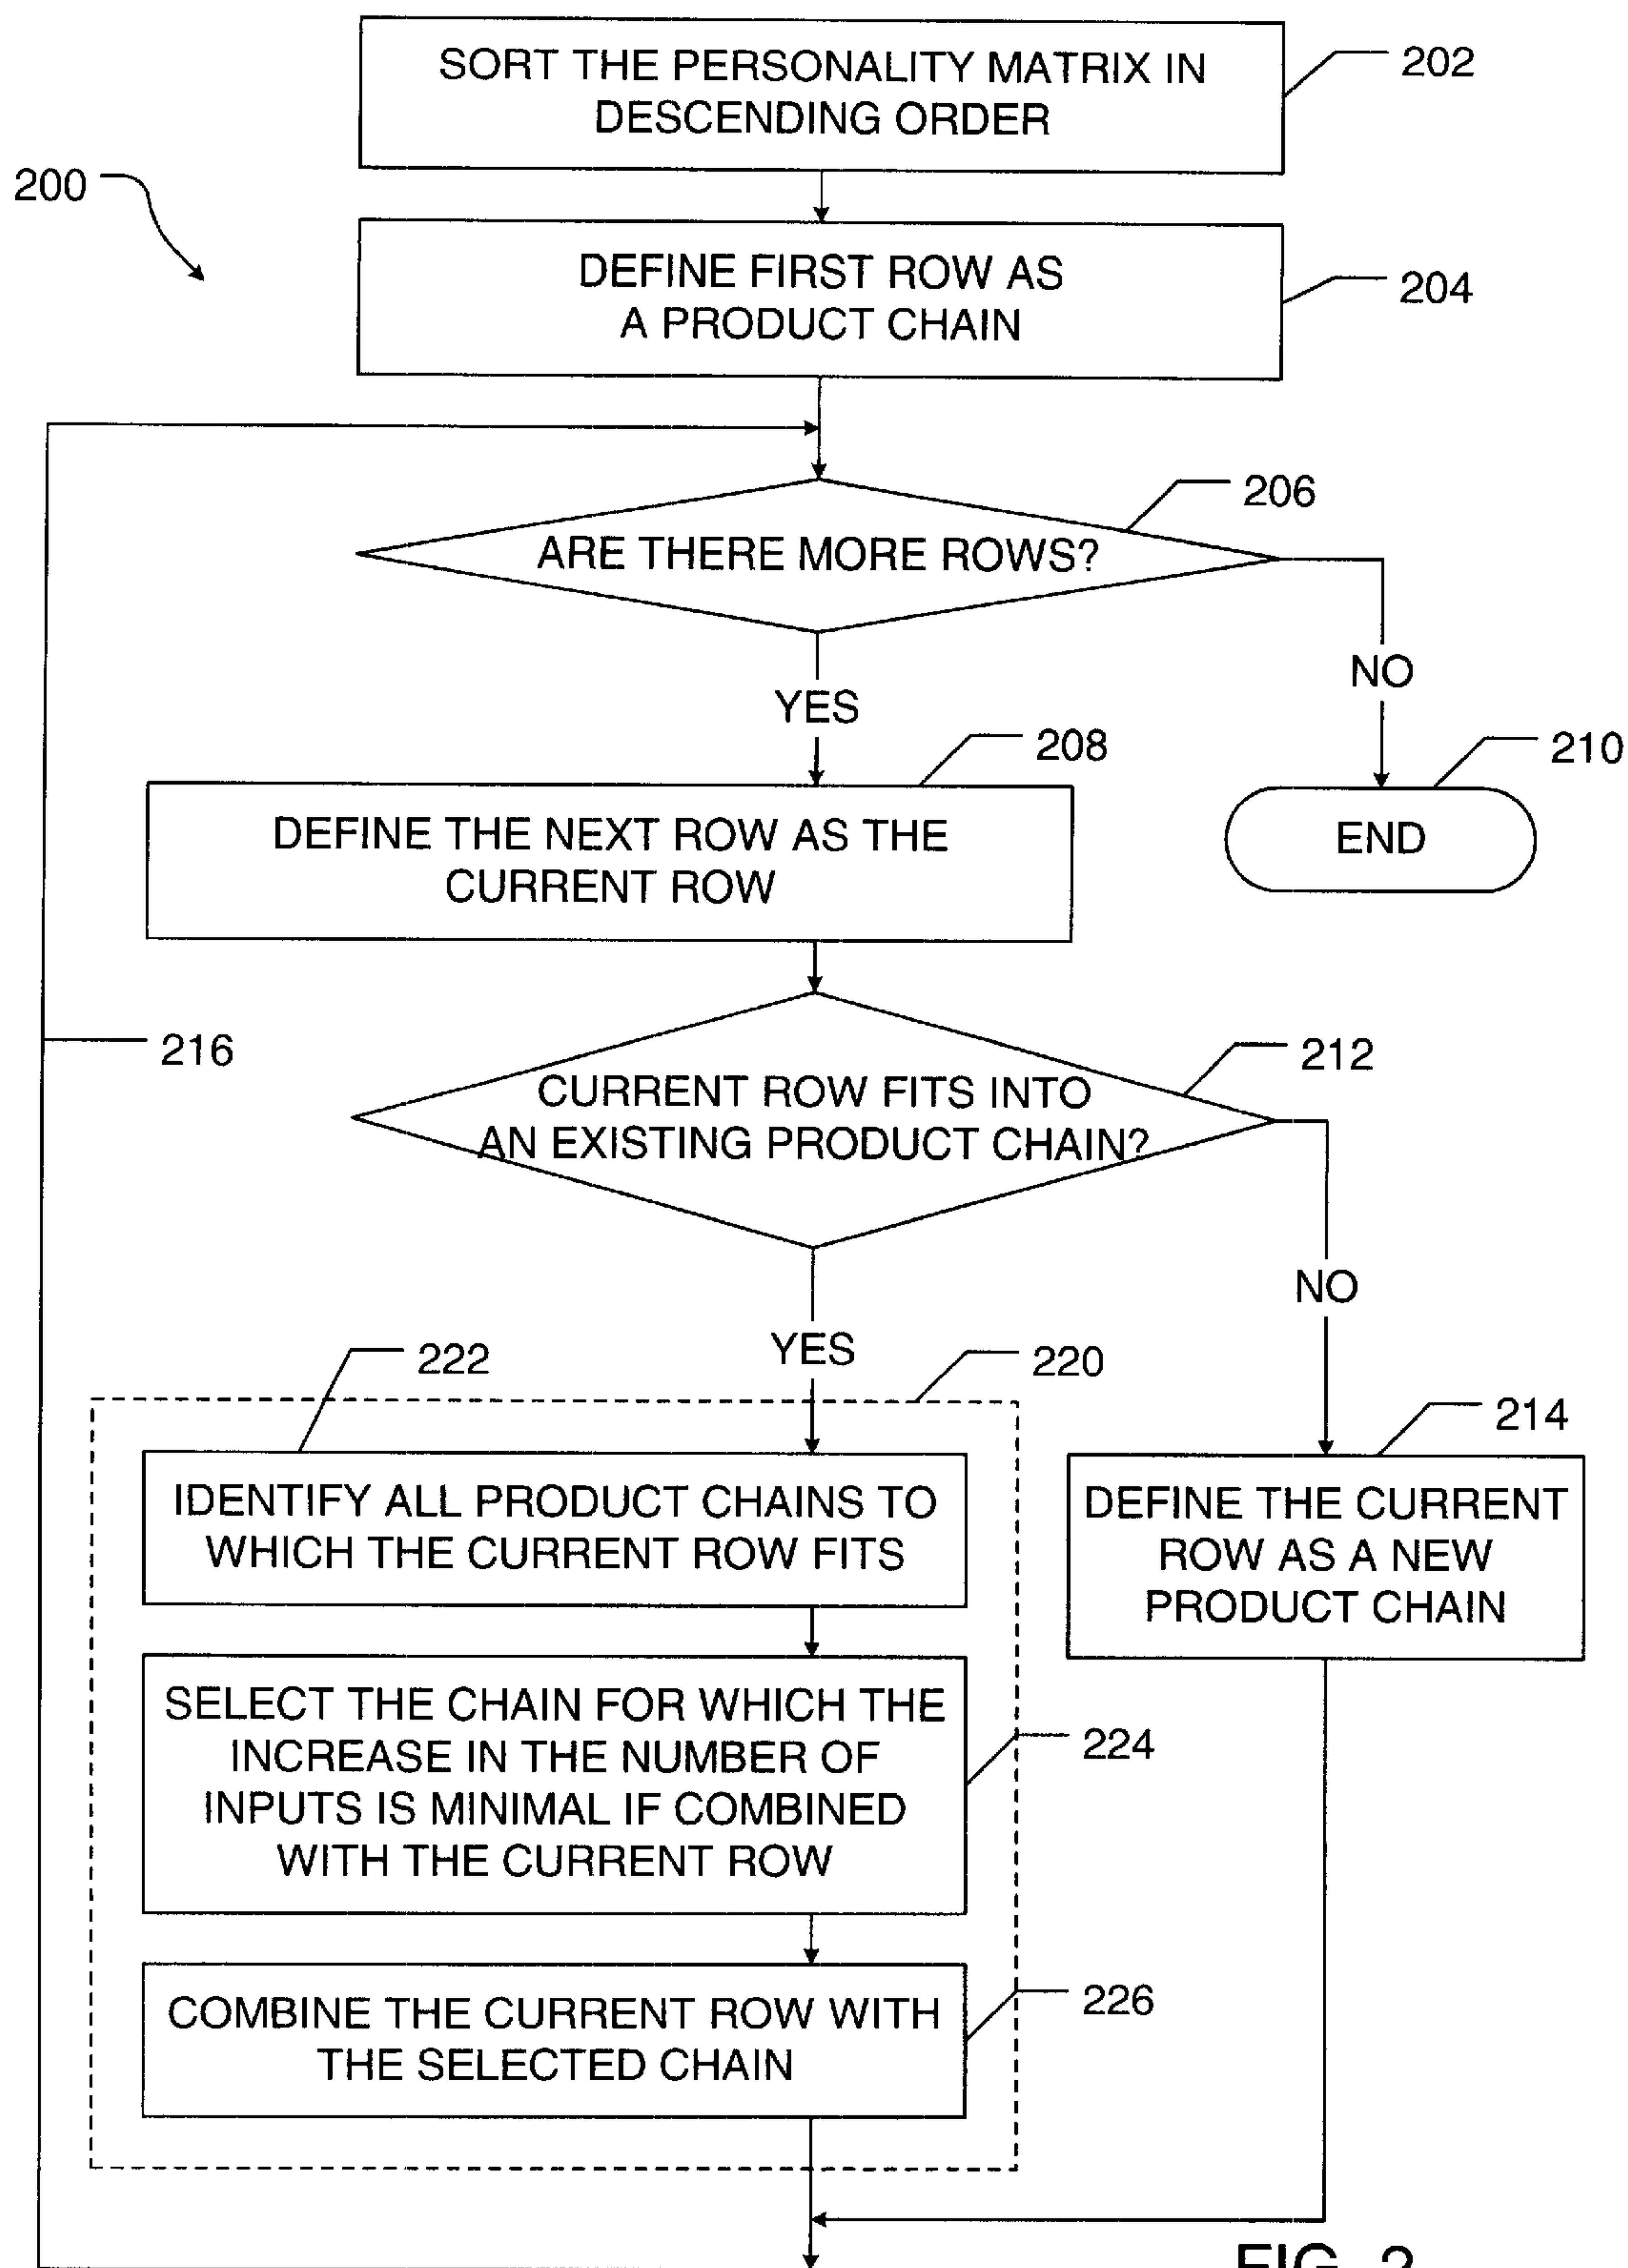 SORT THE PERSONALITY MATRIX IN
DESCENDING ORDER
202
200
DEFINE FIRST ROW AS
A PRODUCT CHAIN
204
206
ARE THERE MORE ROWS?
NO
YES
208
210
DEFINE THE NEXT ROW AS THE
CURRENT ROW
END
216
212
CURRENT ROW FITS INTO
AN EXISTING PRODUCT CHAIN?
NO
YES
222
220
214
IDENTIFY ALL PRODUCT CHAINS TO
WHICH THE CURRENT ROW FITS
DEFINE THE CURRENT
ROW AS A NEW
PRODUCT CHAIN
SELECT THE CHAIN FOR WHICH THE
INCREASE IN THE NUMBER OF
INPUTS IS MINIMAL IF COMBINED
WITH THE CURRENT ROW
224
COMBINE THE CURRENT ROW WITH
THE SELECTED CHAIN
226
FIG. 2